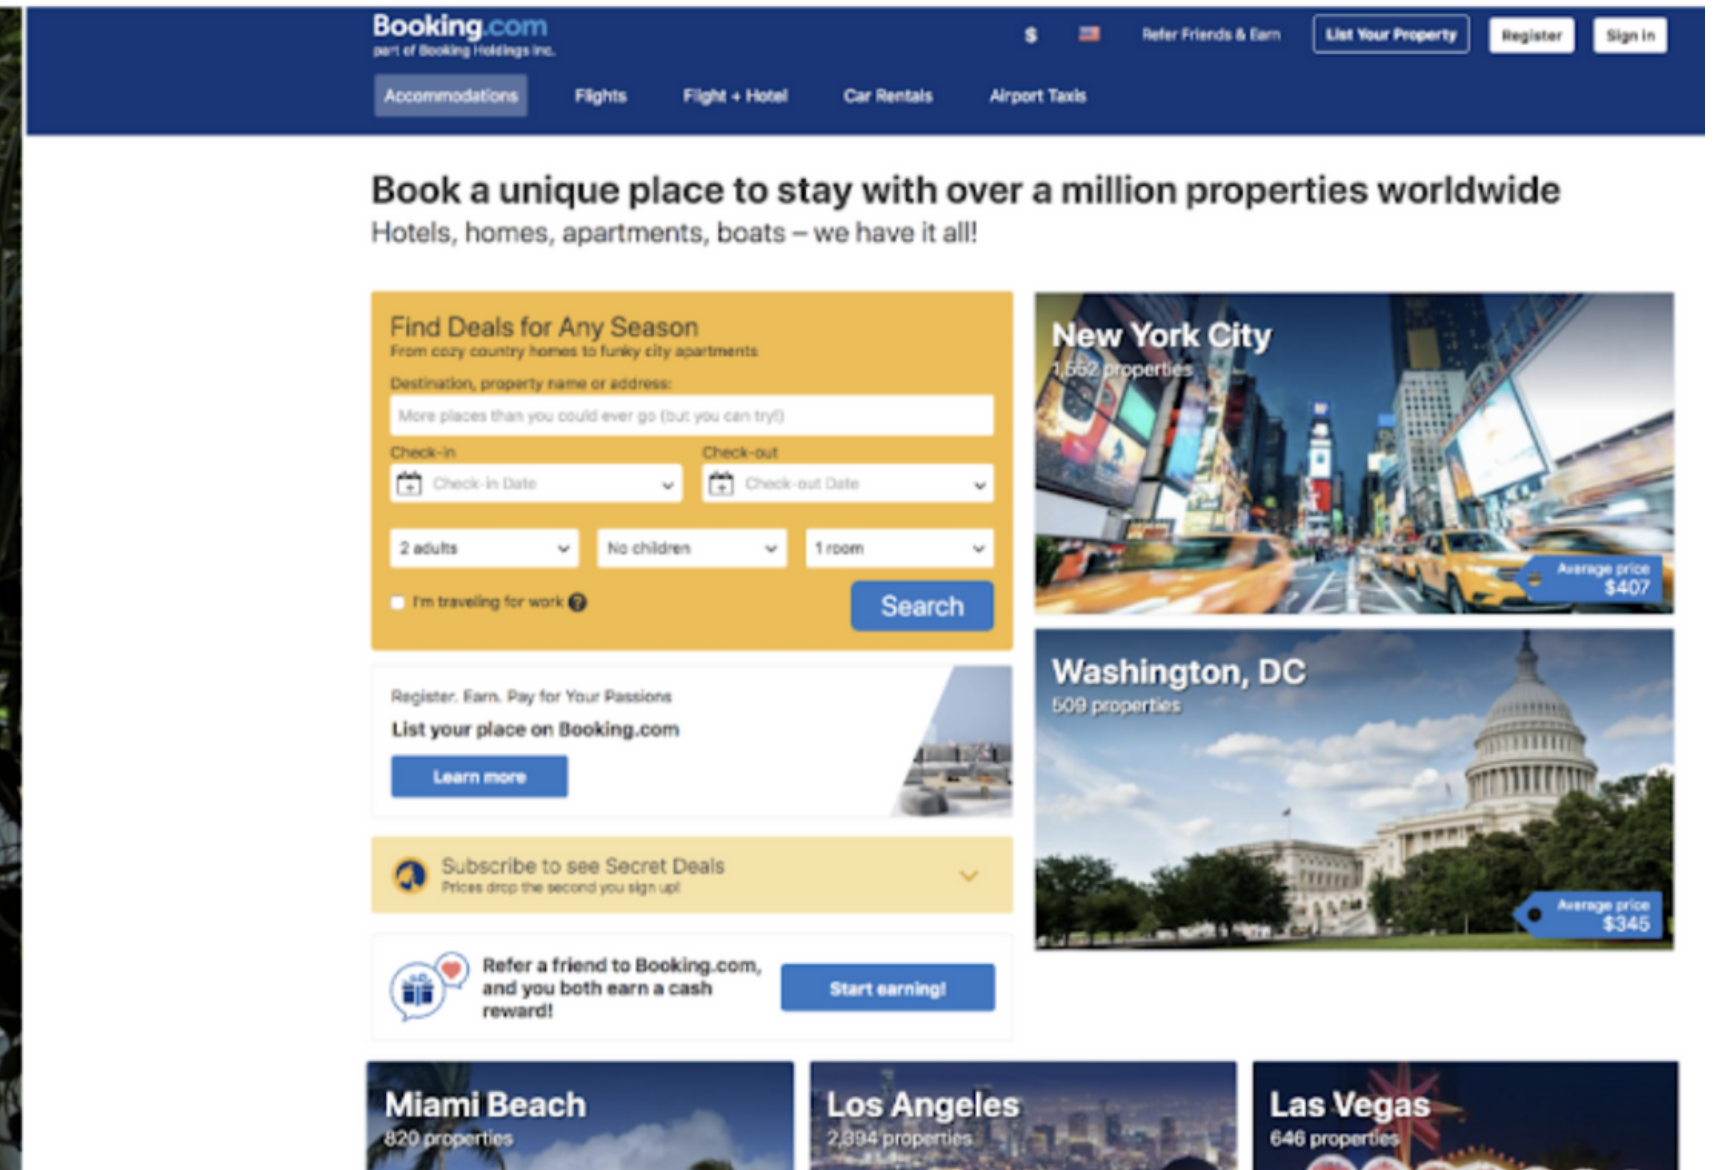 Booking.com
part of Booking Holdings Inc.
$
Refer Friends & Earn
List Your Property
Register
Sign in
Accommodations
Flights
Flight + Hotel
Car Rentals
Airport Taxis
Book a unique place to stay with over a million properties worldwide
Hotels, homes, apartments, boats – we have it all!
Find Deals for Any Season
From cozy country homes to funky city apartments
Destination, property name or address:
More places than you could ever go (but you can try!)
Check-in
Check-out
Check-in Date
Check-out Date
2 adults
No children
1 room
I'm traveling for work ?
Search
Register. Earn. Pay for Your Passions
List your place on Booking.com
Learn more
Subscribe to see Secret Deals
Prices drop the second you sign up!
Refer a friend to Booking.com,
and you both earn a cash
reward!
Start earning!
New York City
1,552 properties
Average price
$407
Washington, DC
509 properties
Average price
$345
Miami Beach
820 properties
Los Angeles
2,394 properties
Las Vegas
646 properties